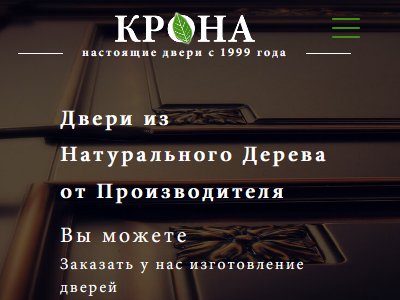 КРОНА
настоящие двери с 1999 года
Двери из
Натурального Дерева
от Производителя
Вы можете
Заказать у нас изготовление
дверей